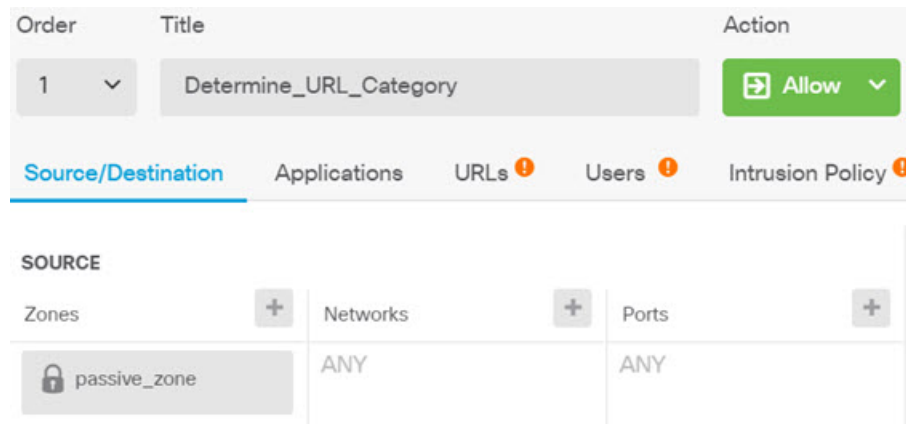 Order Title Action
1 Determine_URL_Category Allow
Source/Destination Applications URLs Users Intrusion Policy
SOURCE
Zones Networks Ports
passive_zone ANY ANY